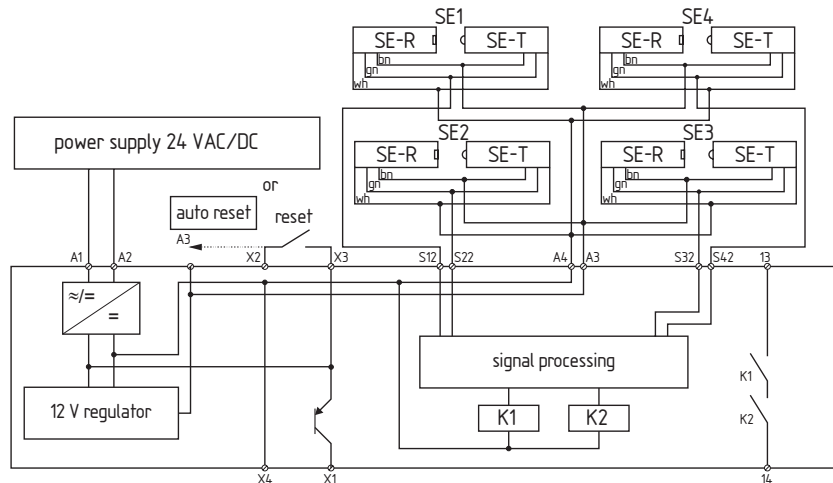 SE1
SE4
SE-R SE-T SE-R SE-T
bn bn
gn gn
wh wh
power supply 24 VAC/DC
SE2
SE3
SE-R SE-T SE-R SE-T
bn bn
gn gn
wh wh
or
auto reset
reset
A3
A1 A2 X2 X3 S12 S22 A4 A3 S32 S42 13
≈/=
=
signal processing
K1
12 V regulator
K1 K2
K2
X4 X1 14